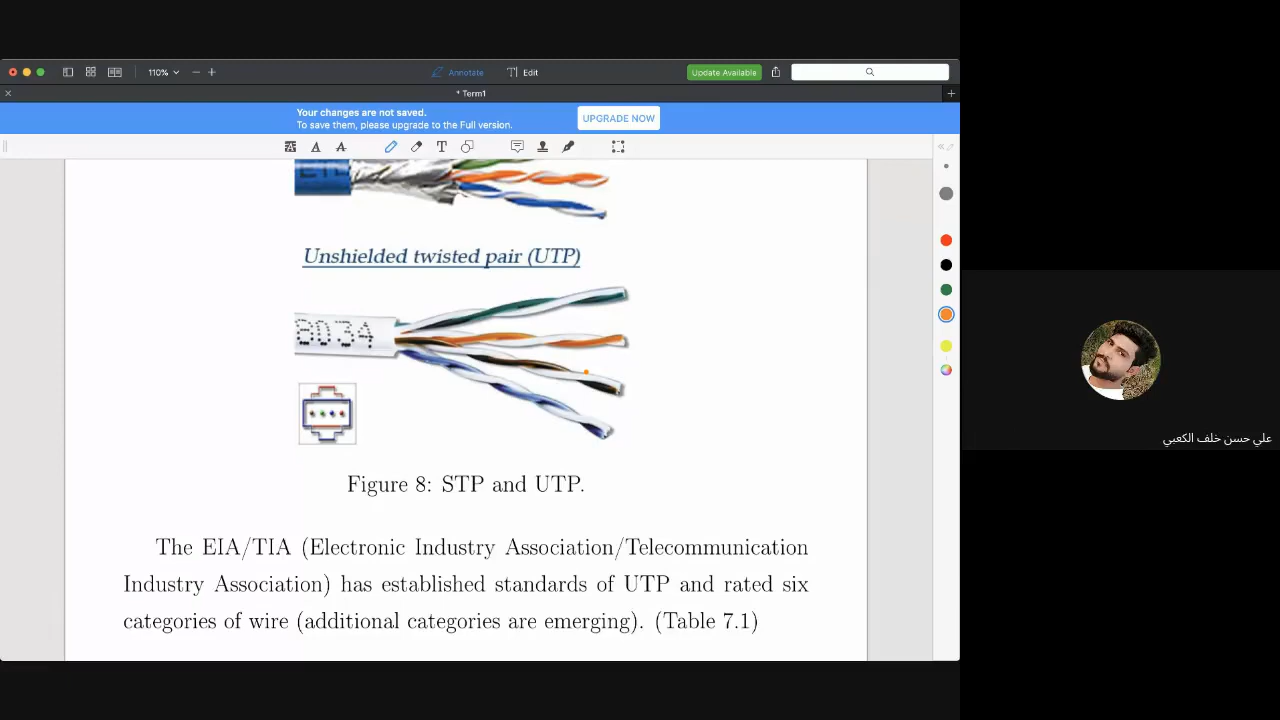 110%
Annotate
Edit
Update Available
* Term1
Your changes are not saved.
To save them, please upgrade to the Full version.
UPGRADE NOW
Unshielded twisted pair (UTP)
8034
Figure 8: STP and UTP.
The EIA/TIA (Electronic Industry Association/Telecommunication
Industry Association) has established standards of UTP and rated six
categories of wire (additional categories are emerging). (Table 7.1)
علي حسن خلف الكعبي